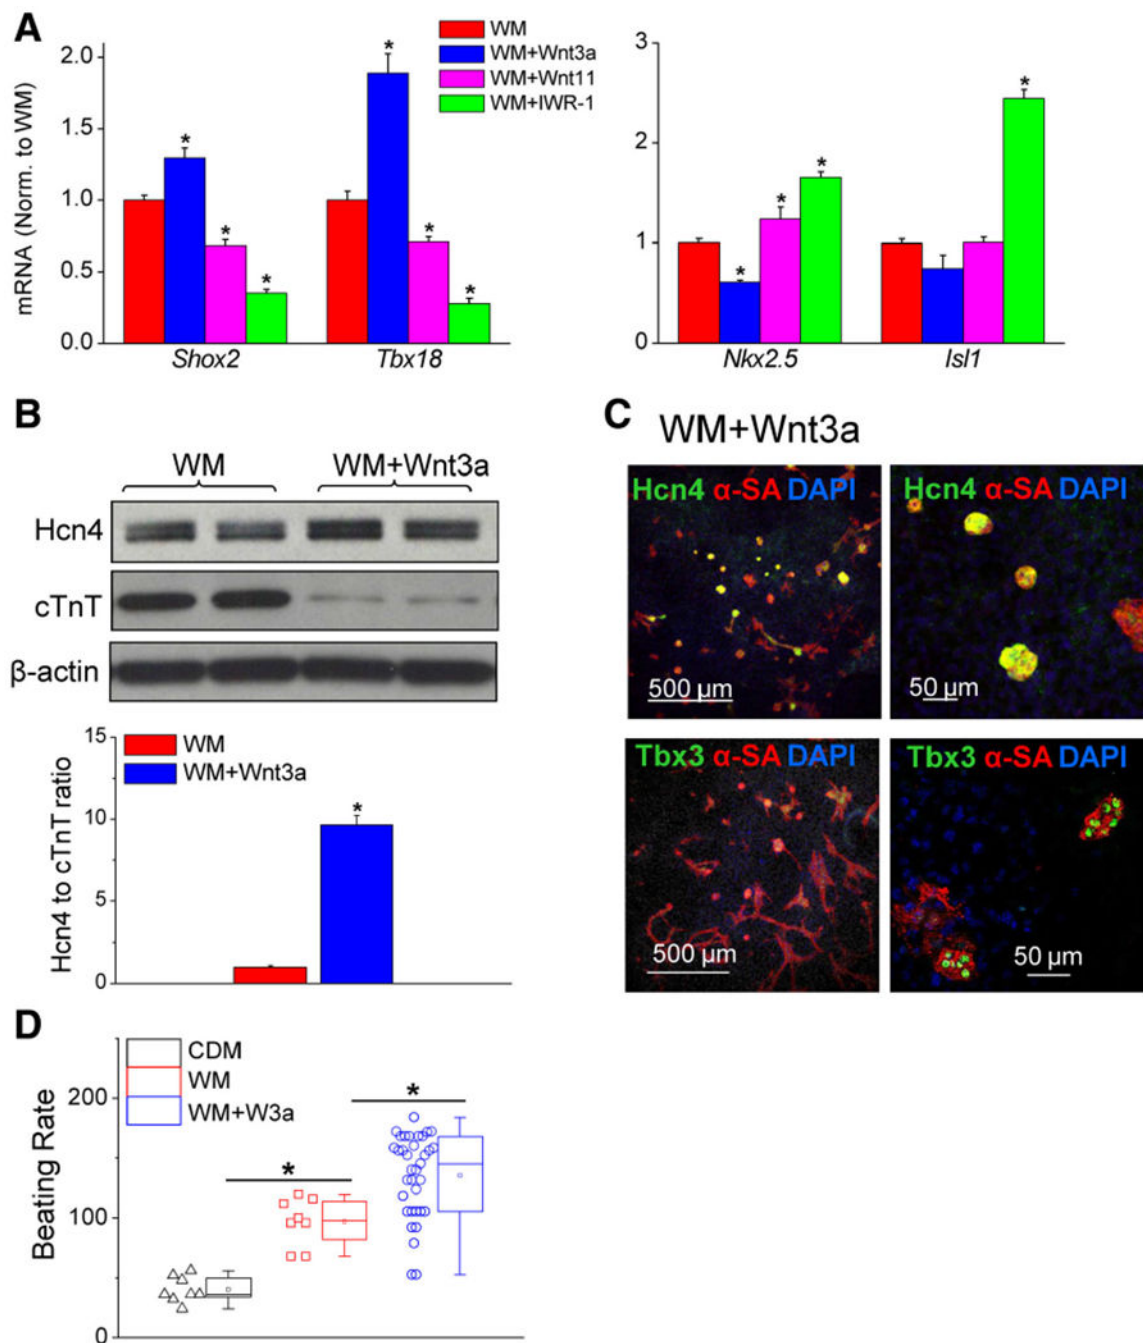 A
mRNA (Norm. to WM)
2.0
1.5
1.0
0.5
0.0
* * * * * *
Shox2 Tbx18
WM
WM+Wnt3a
WM+Wnt11
WM+IWR-1
3
2
1
0
* * * *
Nkx2.5 Isl1
B
WM WM+Wnt3a
Hcn4
cTnT
β-actin
Hcn4 to cTnT ratio
15
10
5
0
WM
WM+Wnt3a
*
C
WM+Wnt3a
Hcn4 α-SA DAPI
500 μm
Hcn4 α-SA DAPI
50 μm
Tbx3 α-SA DAPI
500 μm
Tbx3 α-SA DAPI
50 μm
D
Beating Rate
200
100
0
CDM
WM
WM+W3a
*
*